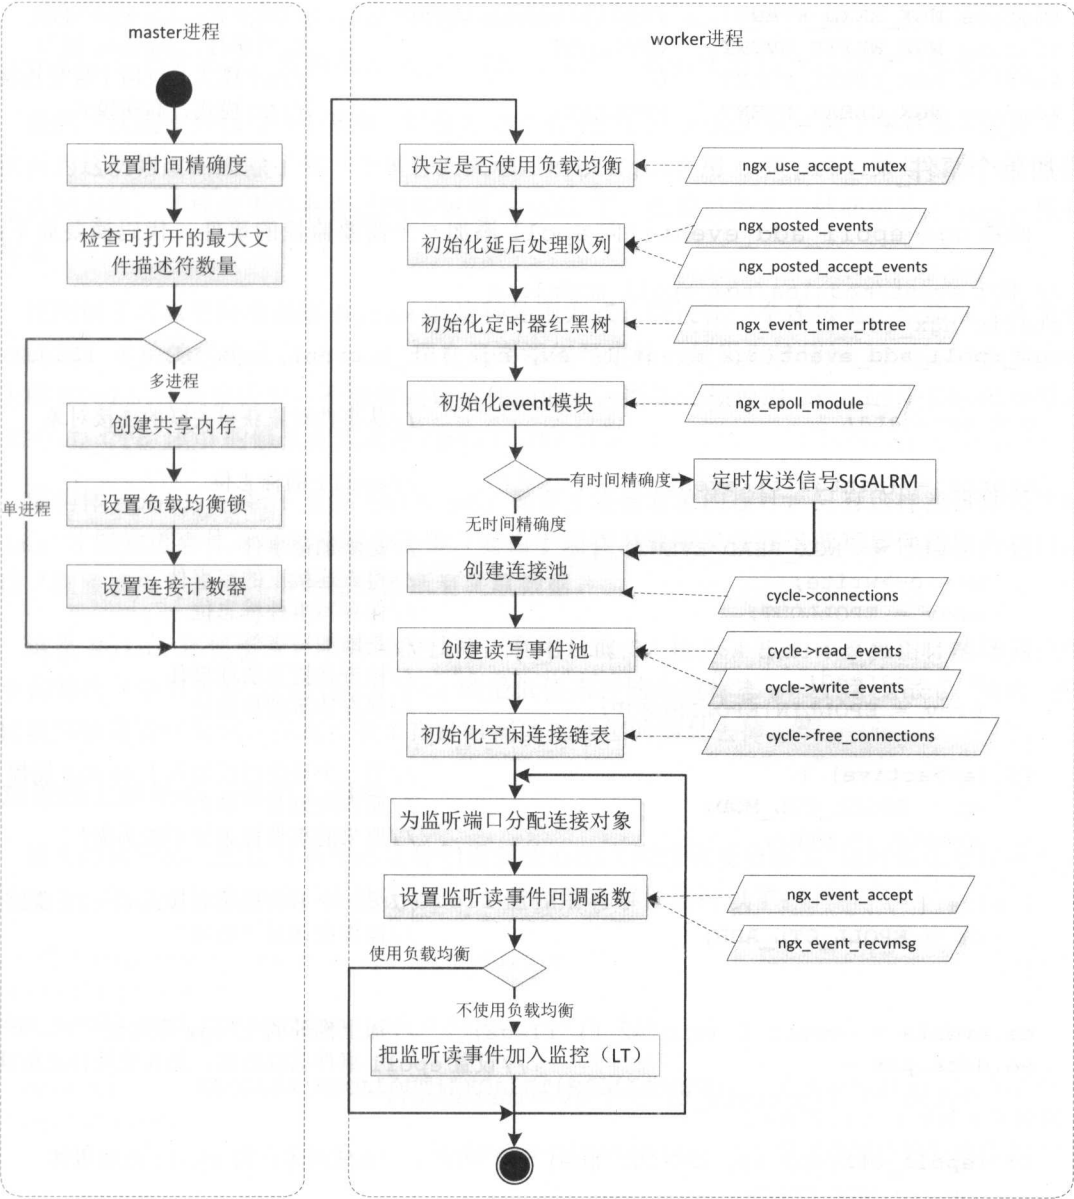 master进程
设置时间精确度
检查可打开的最大文
件描述符数量
多进程
创建共享内存
单进程
设置负载均衡锁
设置连接计数器
worker进程
决定是否使用负载均衡
ngx_use_accept_mutex
初始化延后处理队列
ngx_posted_events
ngx_posted_accept_events
初始化定时器红黑树
ngx_event_timer_rbtree
初始化event模块
ngx_epoll_module
有时间精确度
定时发送信号SIGALRM
无时间精确度
创建连接池
cycle->connections
创建读写事件池
cycle->read_events
cycle->write_events
初始化空闲连接链表
cycle->free_connections
为监听端口分配连接对象
设置监听读事件回调函数
ngx_event_accept
ngx_event_recvmsg
使用负载均衡
不使用负载均衡
把监听读事件加入监控（LT）